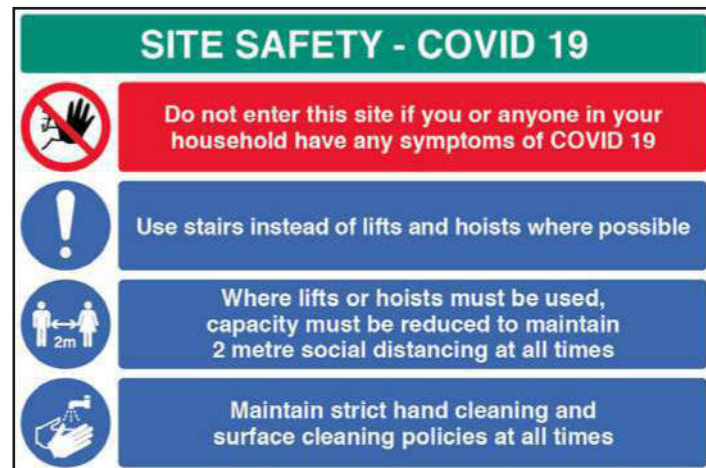 SITE SAFETY - COVID 19
Do not enter this site if you or anyone in your
household have any symptoms of COVID 19
Use stairs instead of lifts and hoists where possible
Where lifts or hoists must be used,
capacity must be reduced to maintain
2 metre social distancing at all times
2m
Maintain strict hand cleaning and
surface cleaning policies at all times